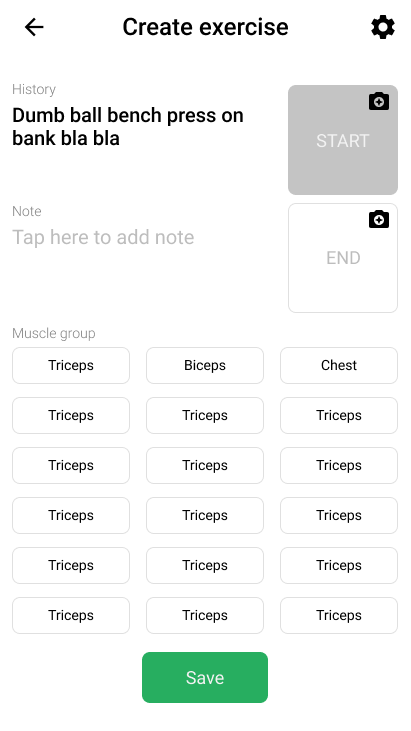 Create exercise
History
Dumb ball bench press on
bank bla bla
START
Note
Tap here to add note
END
Muscle group
Triceps Biceps Chest
Triceps Triceps Triceps
Triceps Triceps Triceps
Triceps Triceps Triceps
Triceps Triceps Triceps
Triceps Triceps Triceps
Save